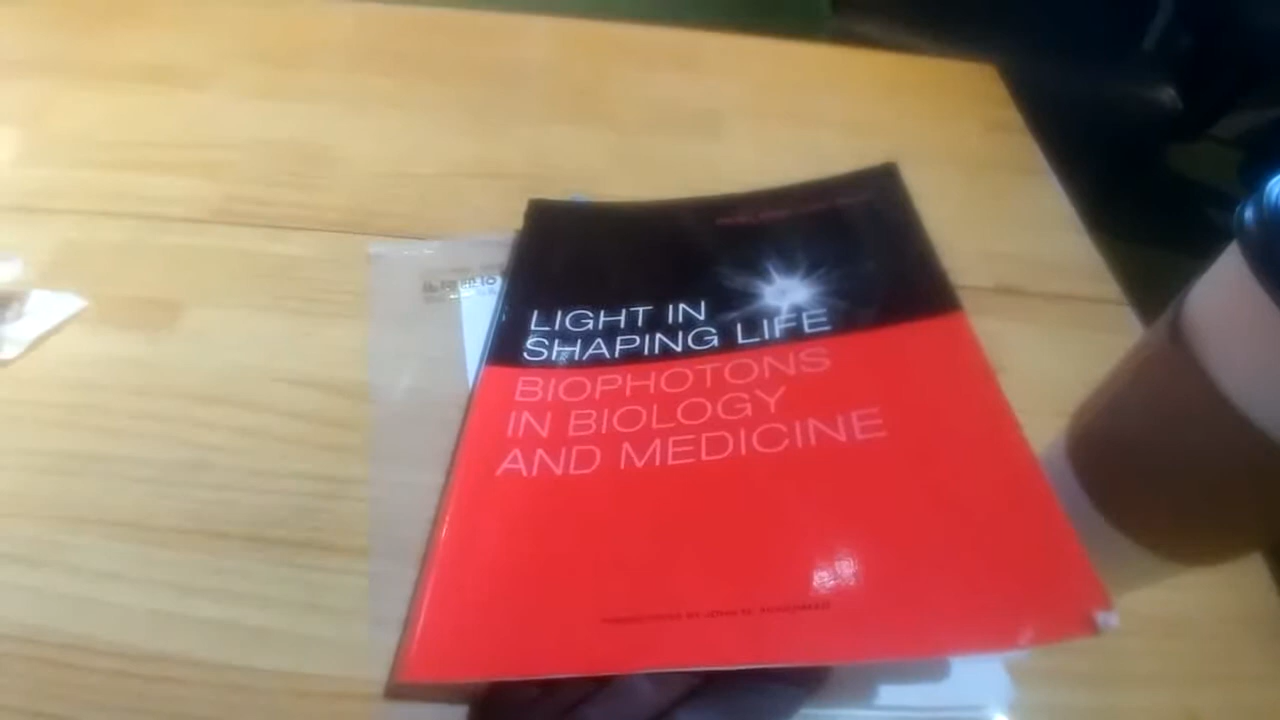 LIGHT IN
SHAPING LIFE
BIOPHOTONS
IN BIOLOGY
AND MEDICINE